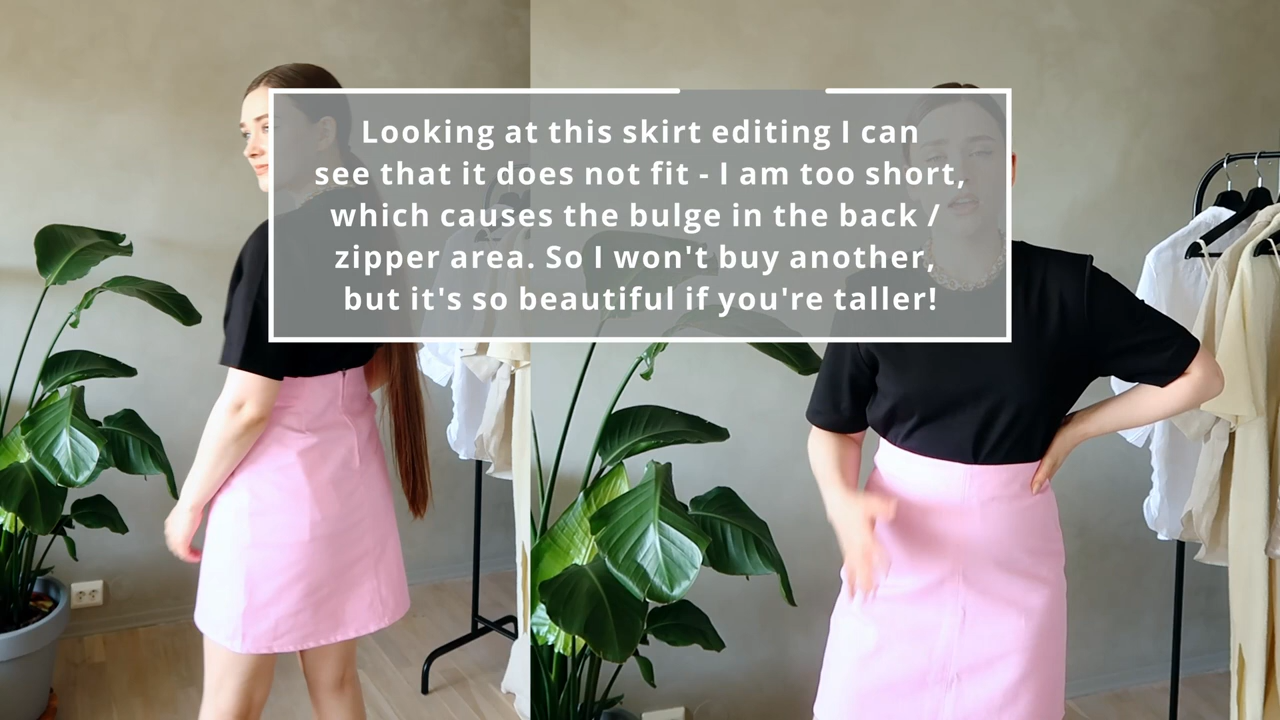 Looking at this skirt editing I can
see that it does not fit - I am too short,
which causes the bulge in the back /
zipper area. So I won't buy another,
but it's so beautiful if you're taller!